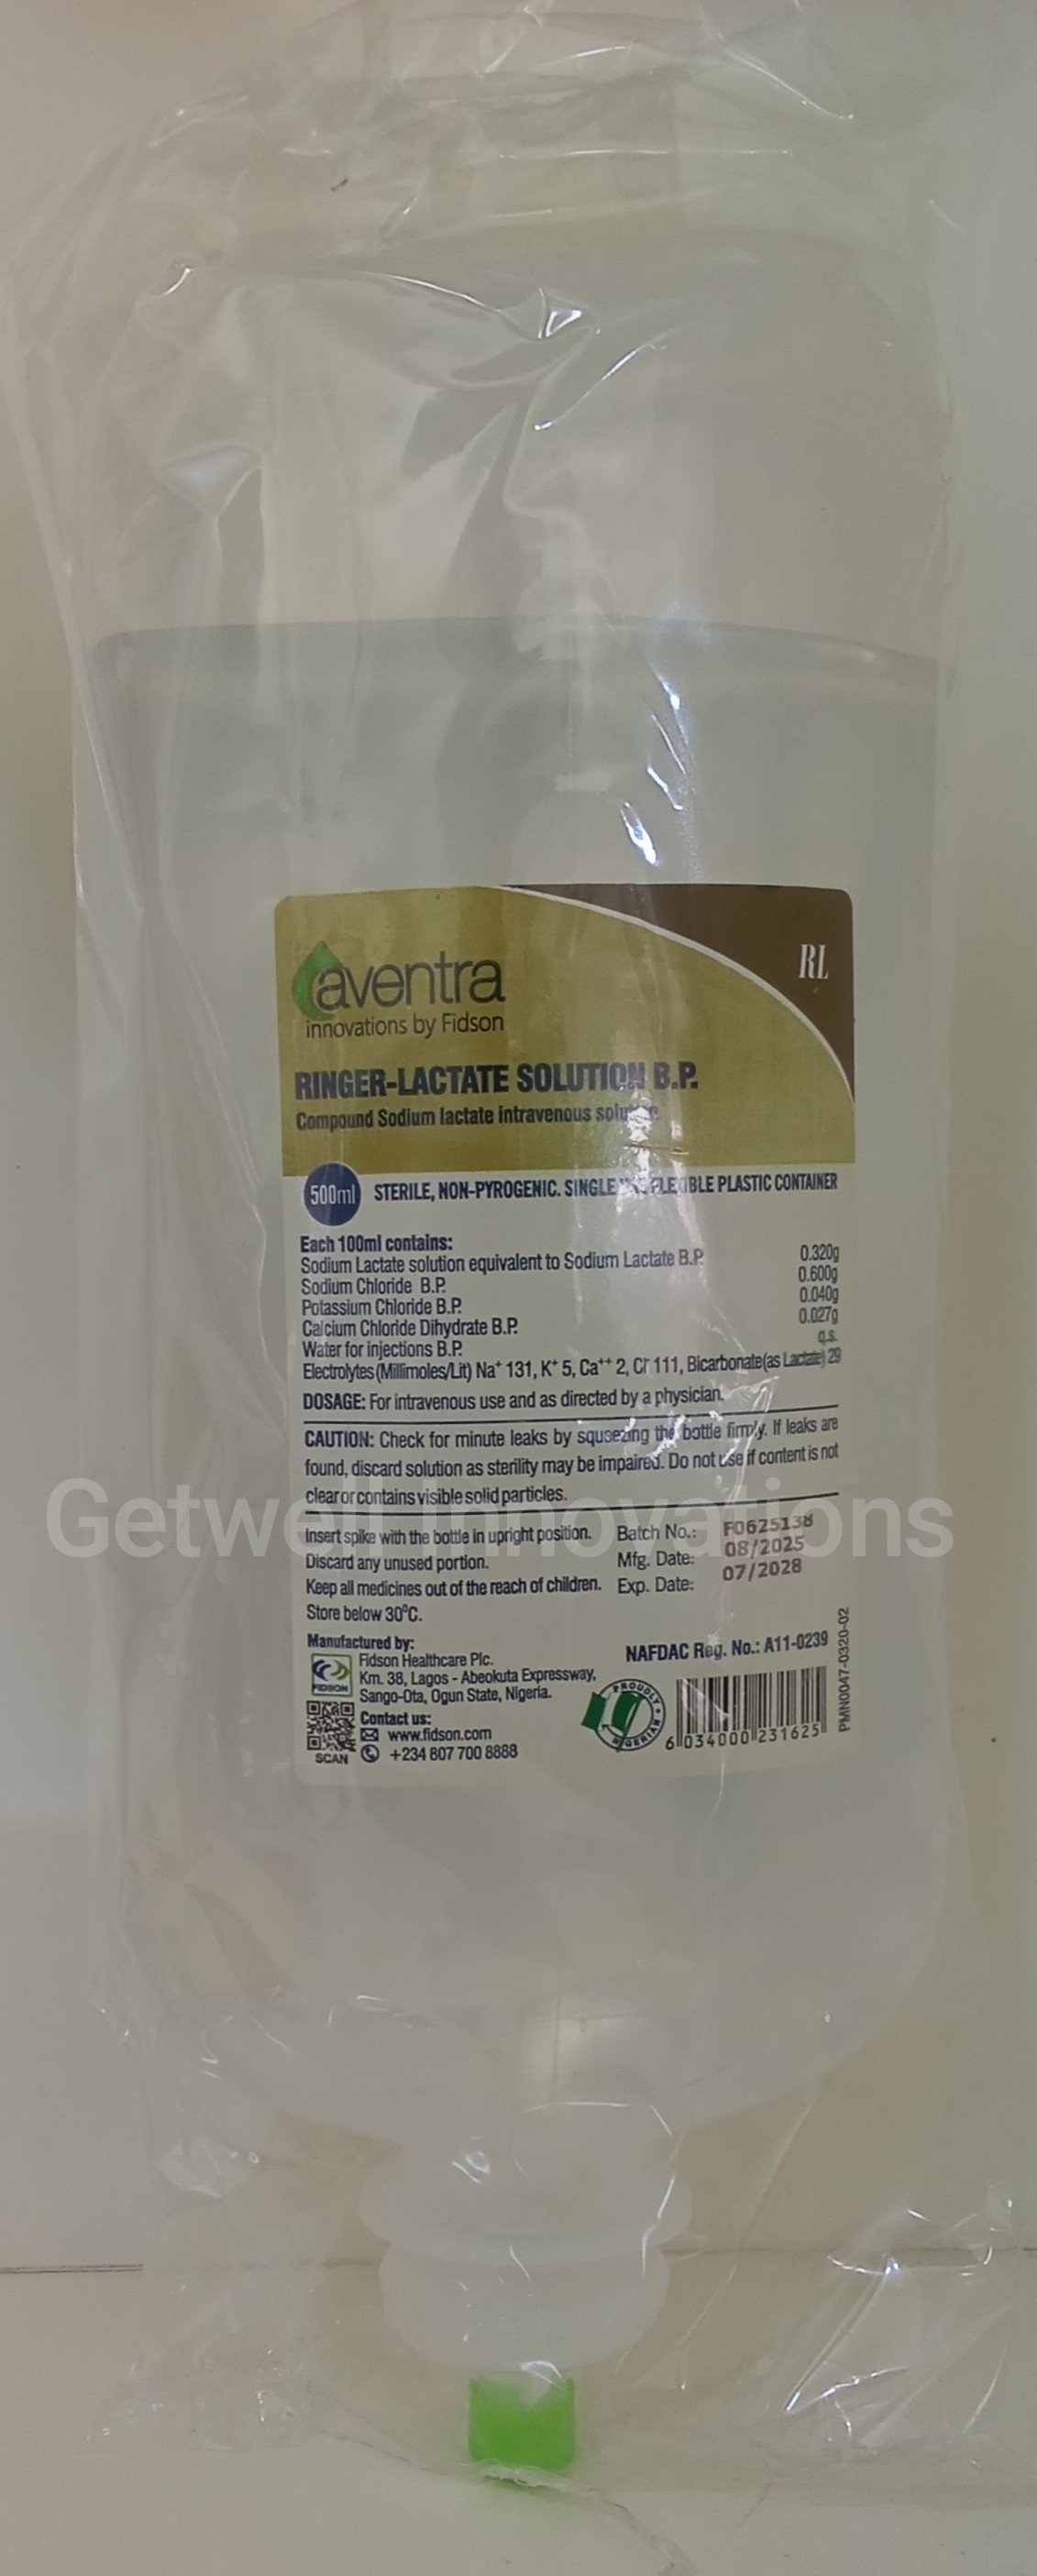 aventra
innovations by Fidson
RL
RINGER-LACTATE SOLUTION B.P.
Compound Sodium lactate intravenous solution
500ml STERILE, NON-PYROGENIC. SINGLE PLASTIC CONTAINER
Each 100ml contains:
Sodium Lactate solution equivalent to Sodium Lactate B.P. 0.320g
Sodium Chloride B.P. 0.600g
Potassium Chloride B.P. 0.040g
Calcium Chloride Dihydrate B.P. 0.027g
Water for injections B.P. q.s.
Electrolytes (Millimoles/Lit) Na⁺ 131, K⁺ 5, Ca⁺⁺ 2, Cl⁻ 111, Bicarbonate (as Lactate) 29
DOSAGE: For intravenous use and as directed by a physician.
CAUTION: Check for minute leaks by squeezing the bottle firmly. If leaks are
found, discard solution as sterility may be impaired. Do not use if content is not
clear or contains visible solid particles.
Getwell Innovations
Insert spike with the bottle in upright position.
Discard any unused portion.
Keep all medicines out of the reach of children.
Store below 30°C.
Batch No.: F0625138
Mfg. Date: 08/2025
Exp. Date: 07/2028
Manufactured by:
FIDSON
Fidson Healthcare Plc.
Km. 38, Lagos - Abeokuta Expressway,
Sango-Ota, Ogun State, Nigeria.
Contact us:
www.fidson.com
+234 807 700 8888
SCAN
NAFDAC Reg. No.: A11-0239
PROUDLY NIGERIAN
6 034000 231625
PMN0047-0320-02